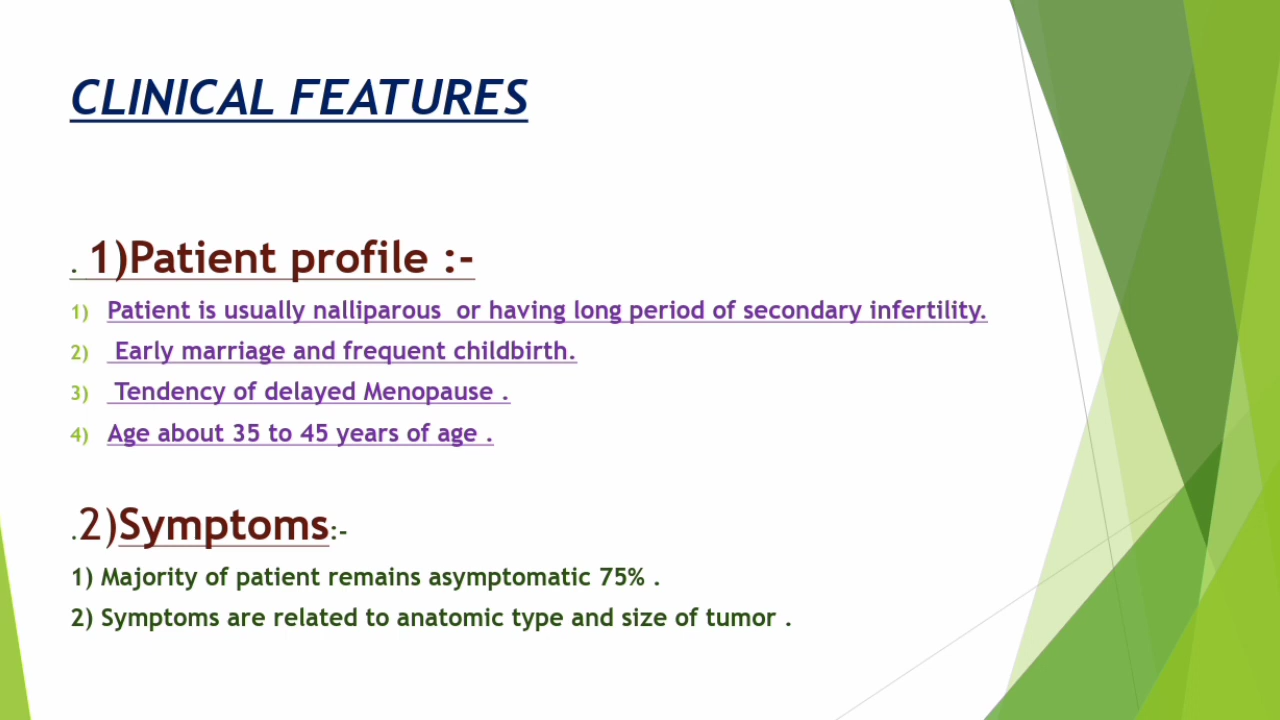 CLINICAL FEATURES
. 1)Patient profile :-
1) Patient is usually nalliparous or having long period of secondary infertility.
2) Early marriage and frequent childbirth.
3) Tendency of delayed Menopause .
4) Age about 35 to 45 years of age .
.2)Symptoms:-
1) Majority of patient remains asymptomatic 75% .
2) Symptoms are related to anatomic type and size of tumor .